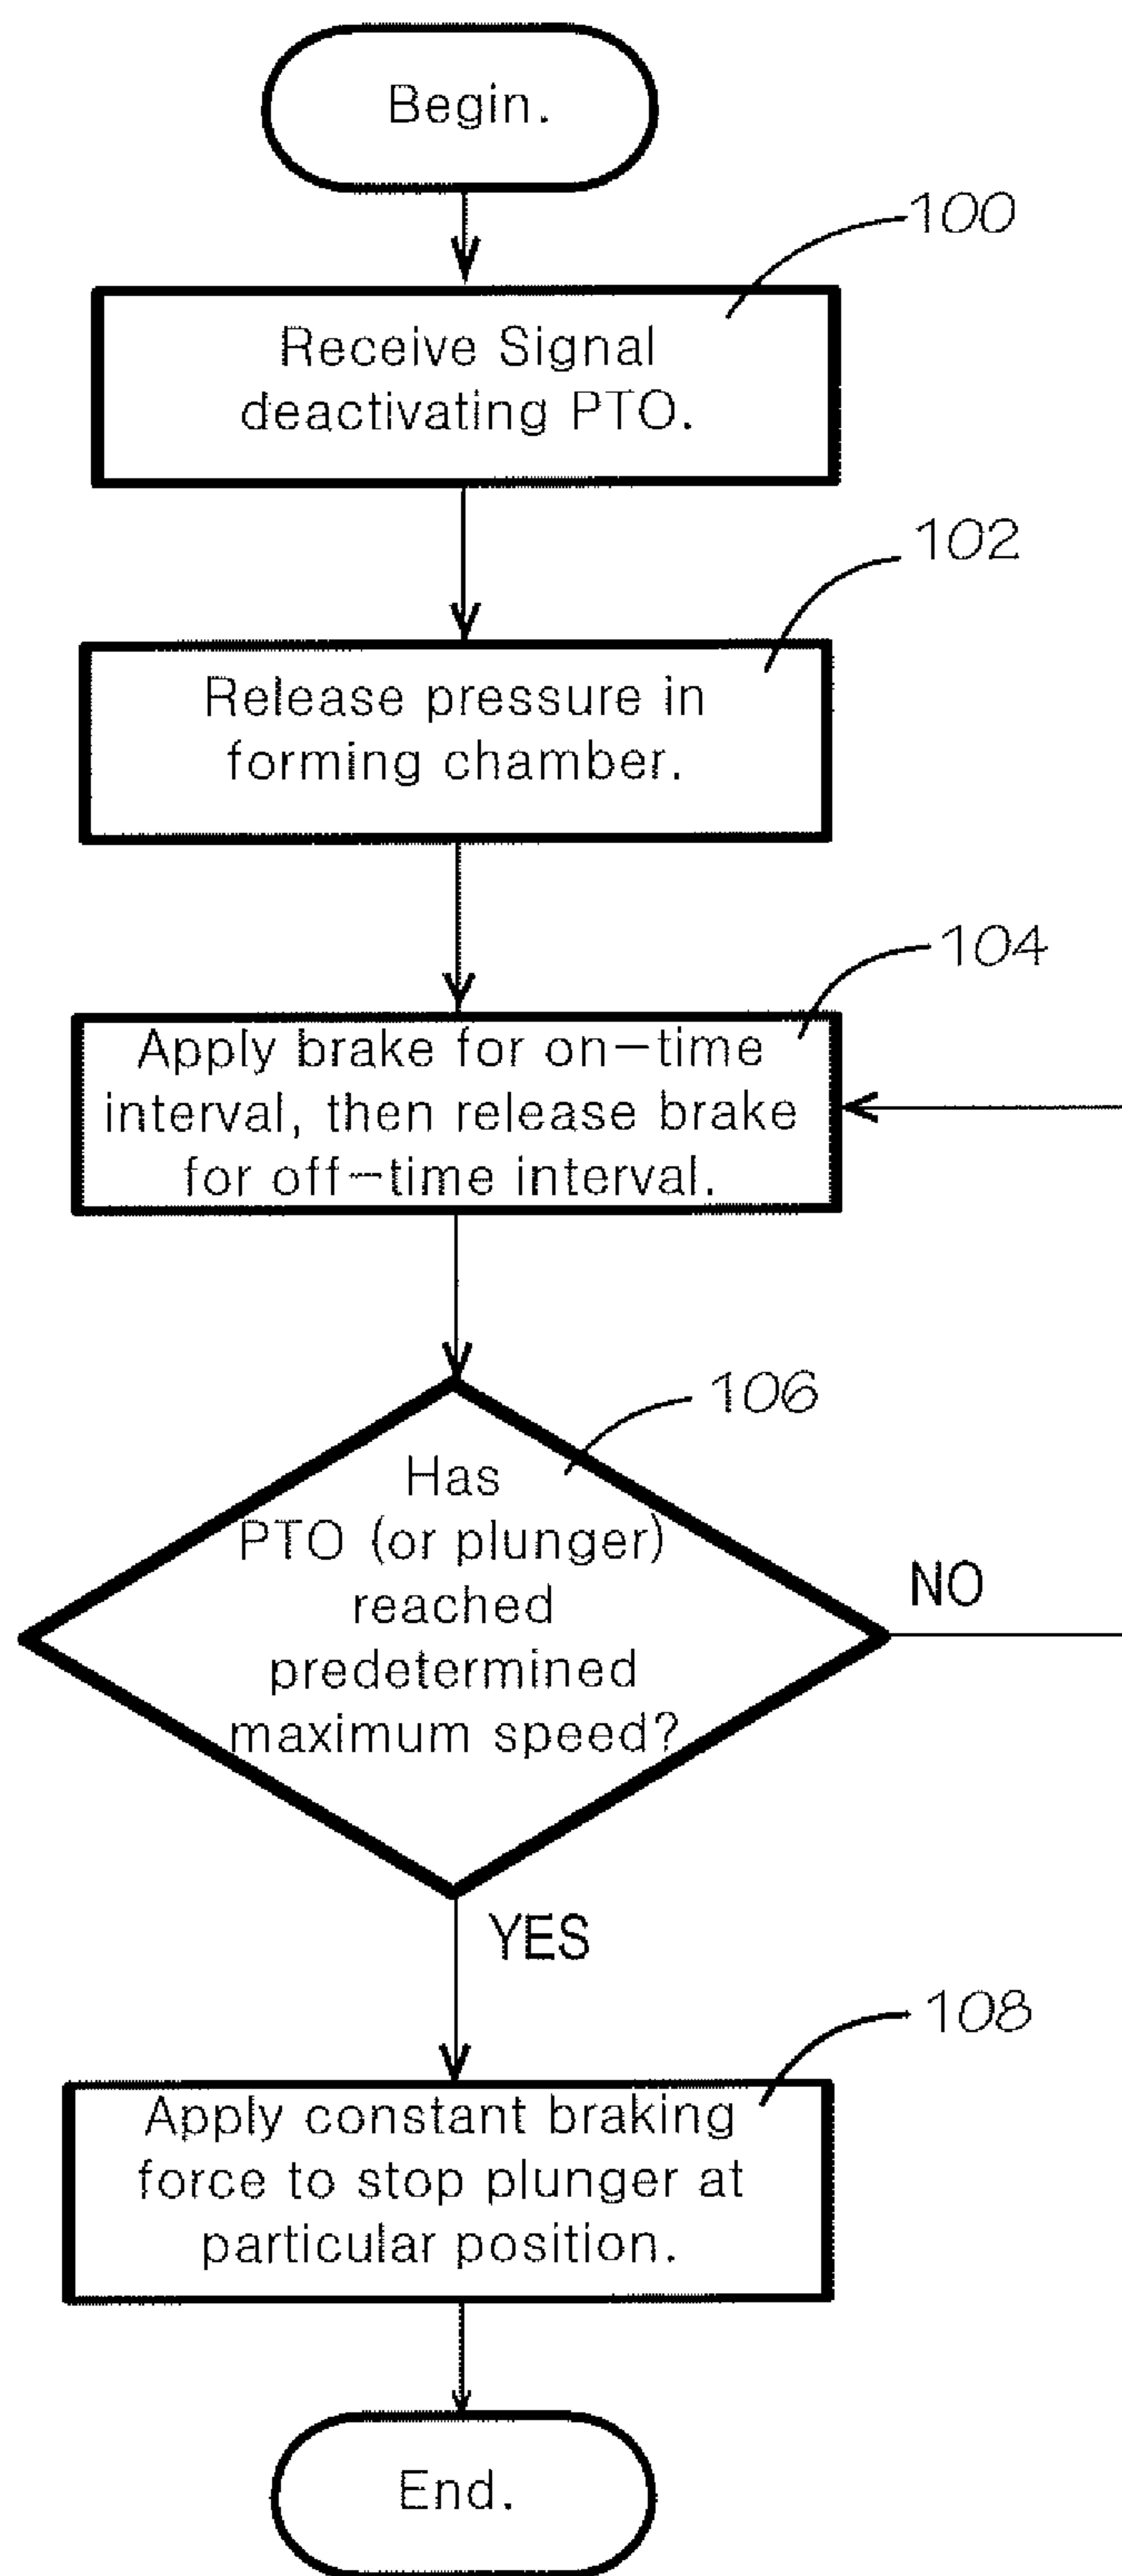 Begin.
100
Receive Signal
deactivating PTO.
102
Release pressure in
forming chamber.
104
Apply brake for on-time
interval, then release brake
for off-time interval.
106
Has
PTO (or plunger)
reached
predetermined
maximum speed?
NO
YES
108
Apply constant braking
force to stop plunger at
particular position.
End.